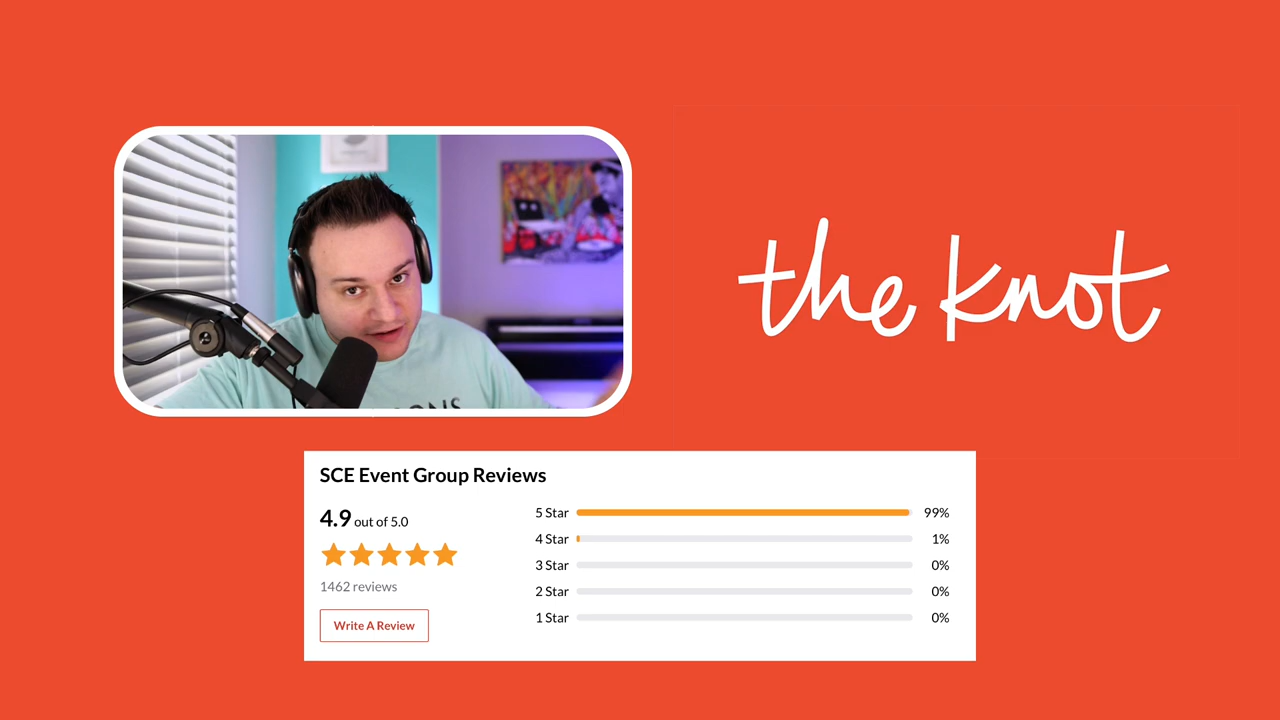 the knot
SCE Event Group Reviews
4.9 out of 5.0
1462 reviews
Write A Review
5 Star 99%
4 Star 1%
3 Star 0%
2 Star 0%
1 Star 0%